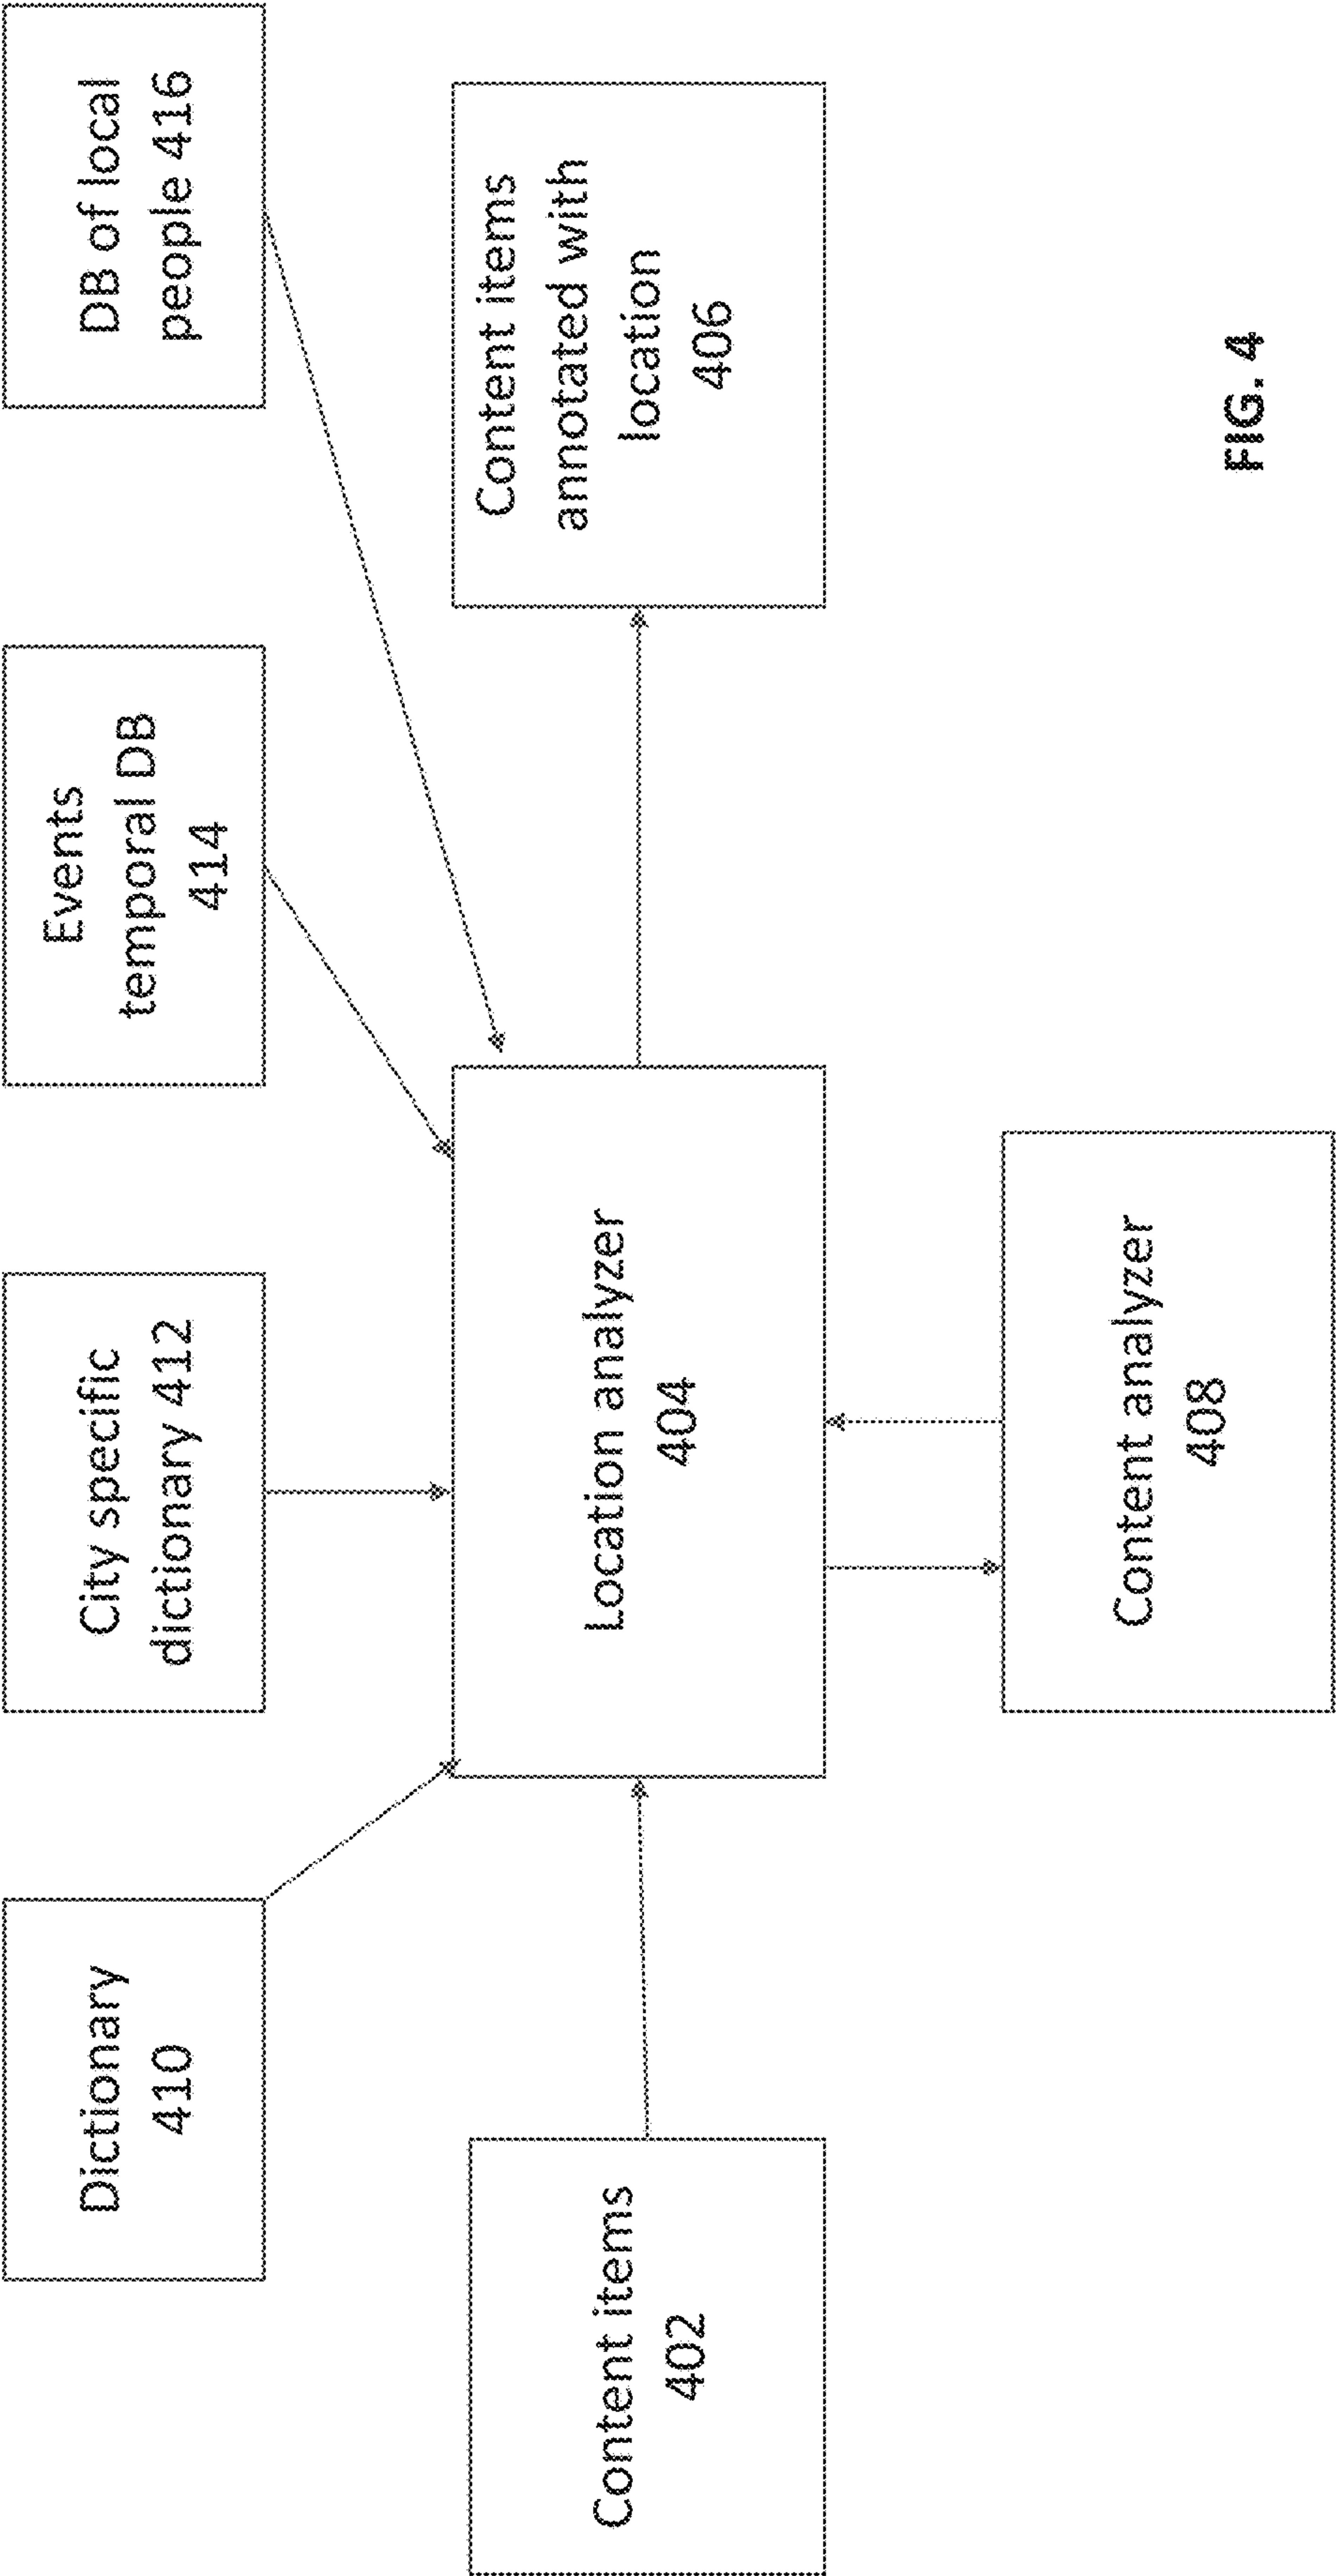 Dictionary
410
City specific
dictionary 412
Events
temporal DB
414
DB of local
people 416
Content items
402
Location analyzer
404
Content items
annotated with
location
406
Content analyzer
408
FIG. 4